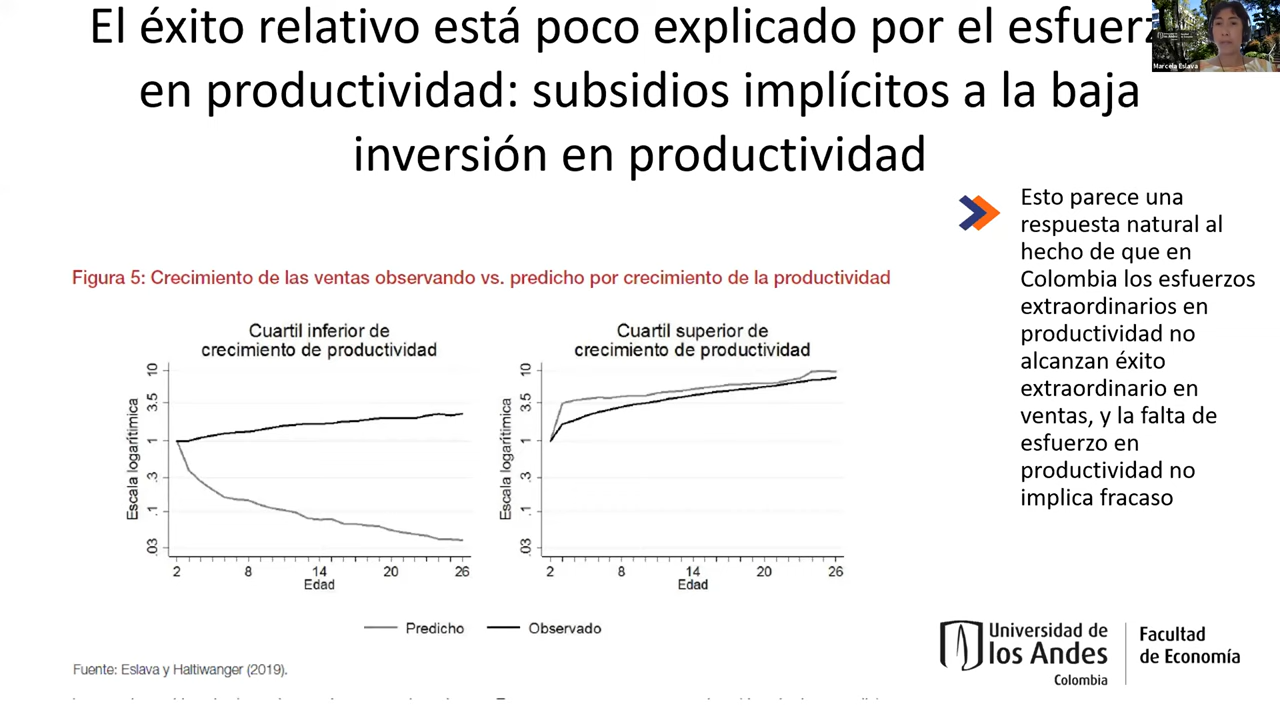 El éxito relativo está poco explicado por el esfuerz
en productividad: subsidios implícitos a la baja
inversión en productividad
Marcela Eslava
Esto parece una
respuesta natural al
hecho de que en
Colombia los esfuerzos
extraordinarios en
productividad no
alcanzan éxito
extraordinario en
ventas, y la falta de
esfuerzo en
productividad no
implica fracaso
Figura 5: Crecimiento de las ventas observando vs. predicho por crecimiento de la productividad
Cuartil inferior de
crecimiento de productividad
Escala logarítimica
10
3.5
1
.3
.1
.03
2 8 14 20 26
Edad
Cuartil superior de
crecimiento de productividad
Escala logarítimica
10
3.5
1
.3
.1
.03
2 8 14 20 26
Edad
Predicho Observado
Fuente: Eslava y Haltiwanger (2019).
Universidad de
los Andes
Colombia
Facultad
de Economía